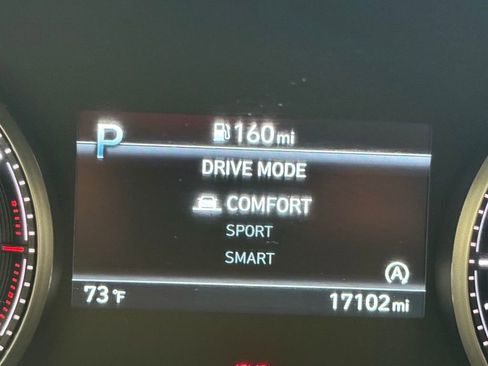 P
160mi
DRIVE MODE
COMFORT
SPORT
SMART
A
73°F
17102mi